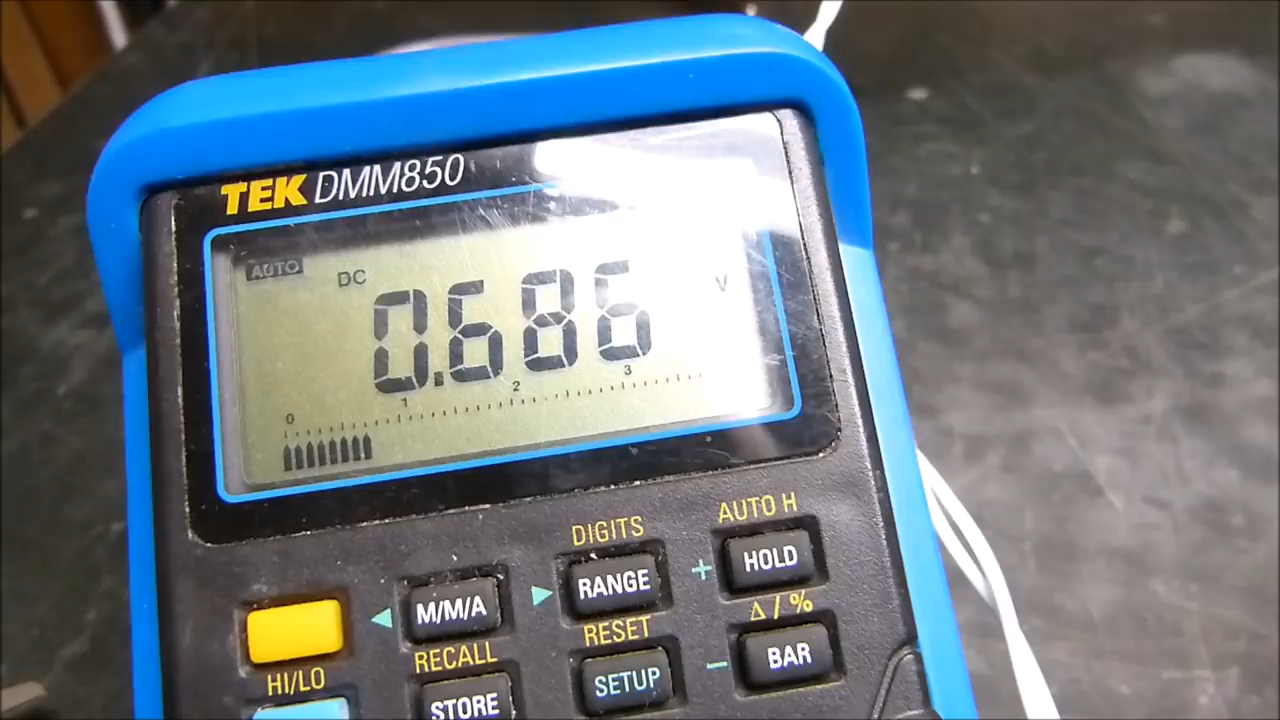 TEK DMM850
AUTO DC
0.686 V
0 1 2 3
AUTO H
DIGITS
HOLD
RANGE
M/M/A
Δ / %
RESET
RECALL
BAR
SETUP
HI/LO
STORE